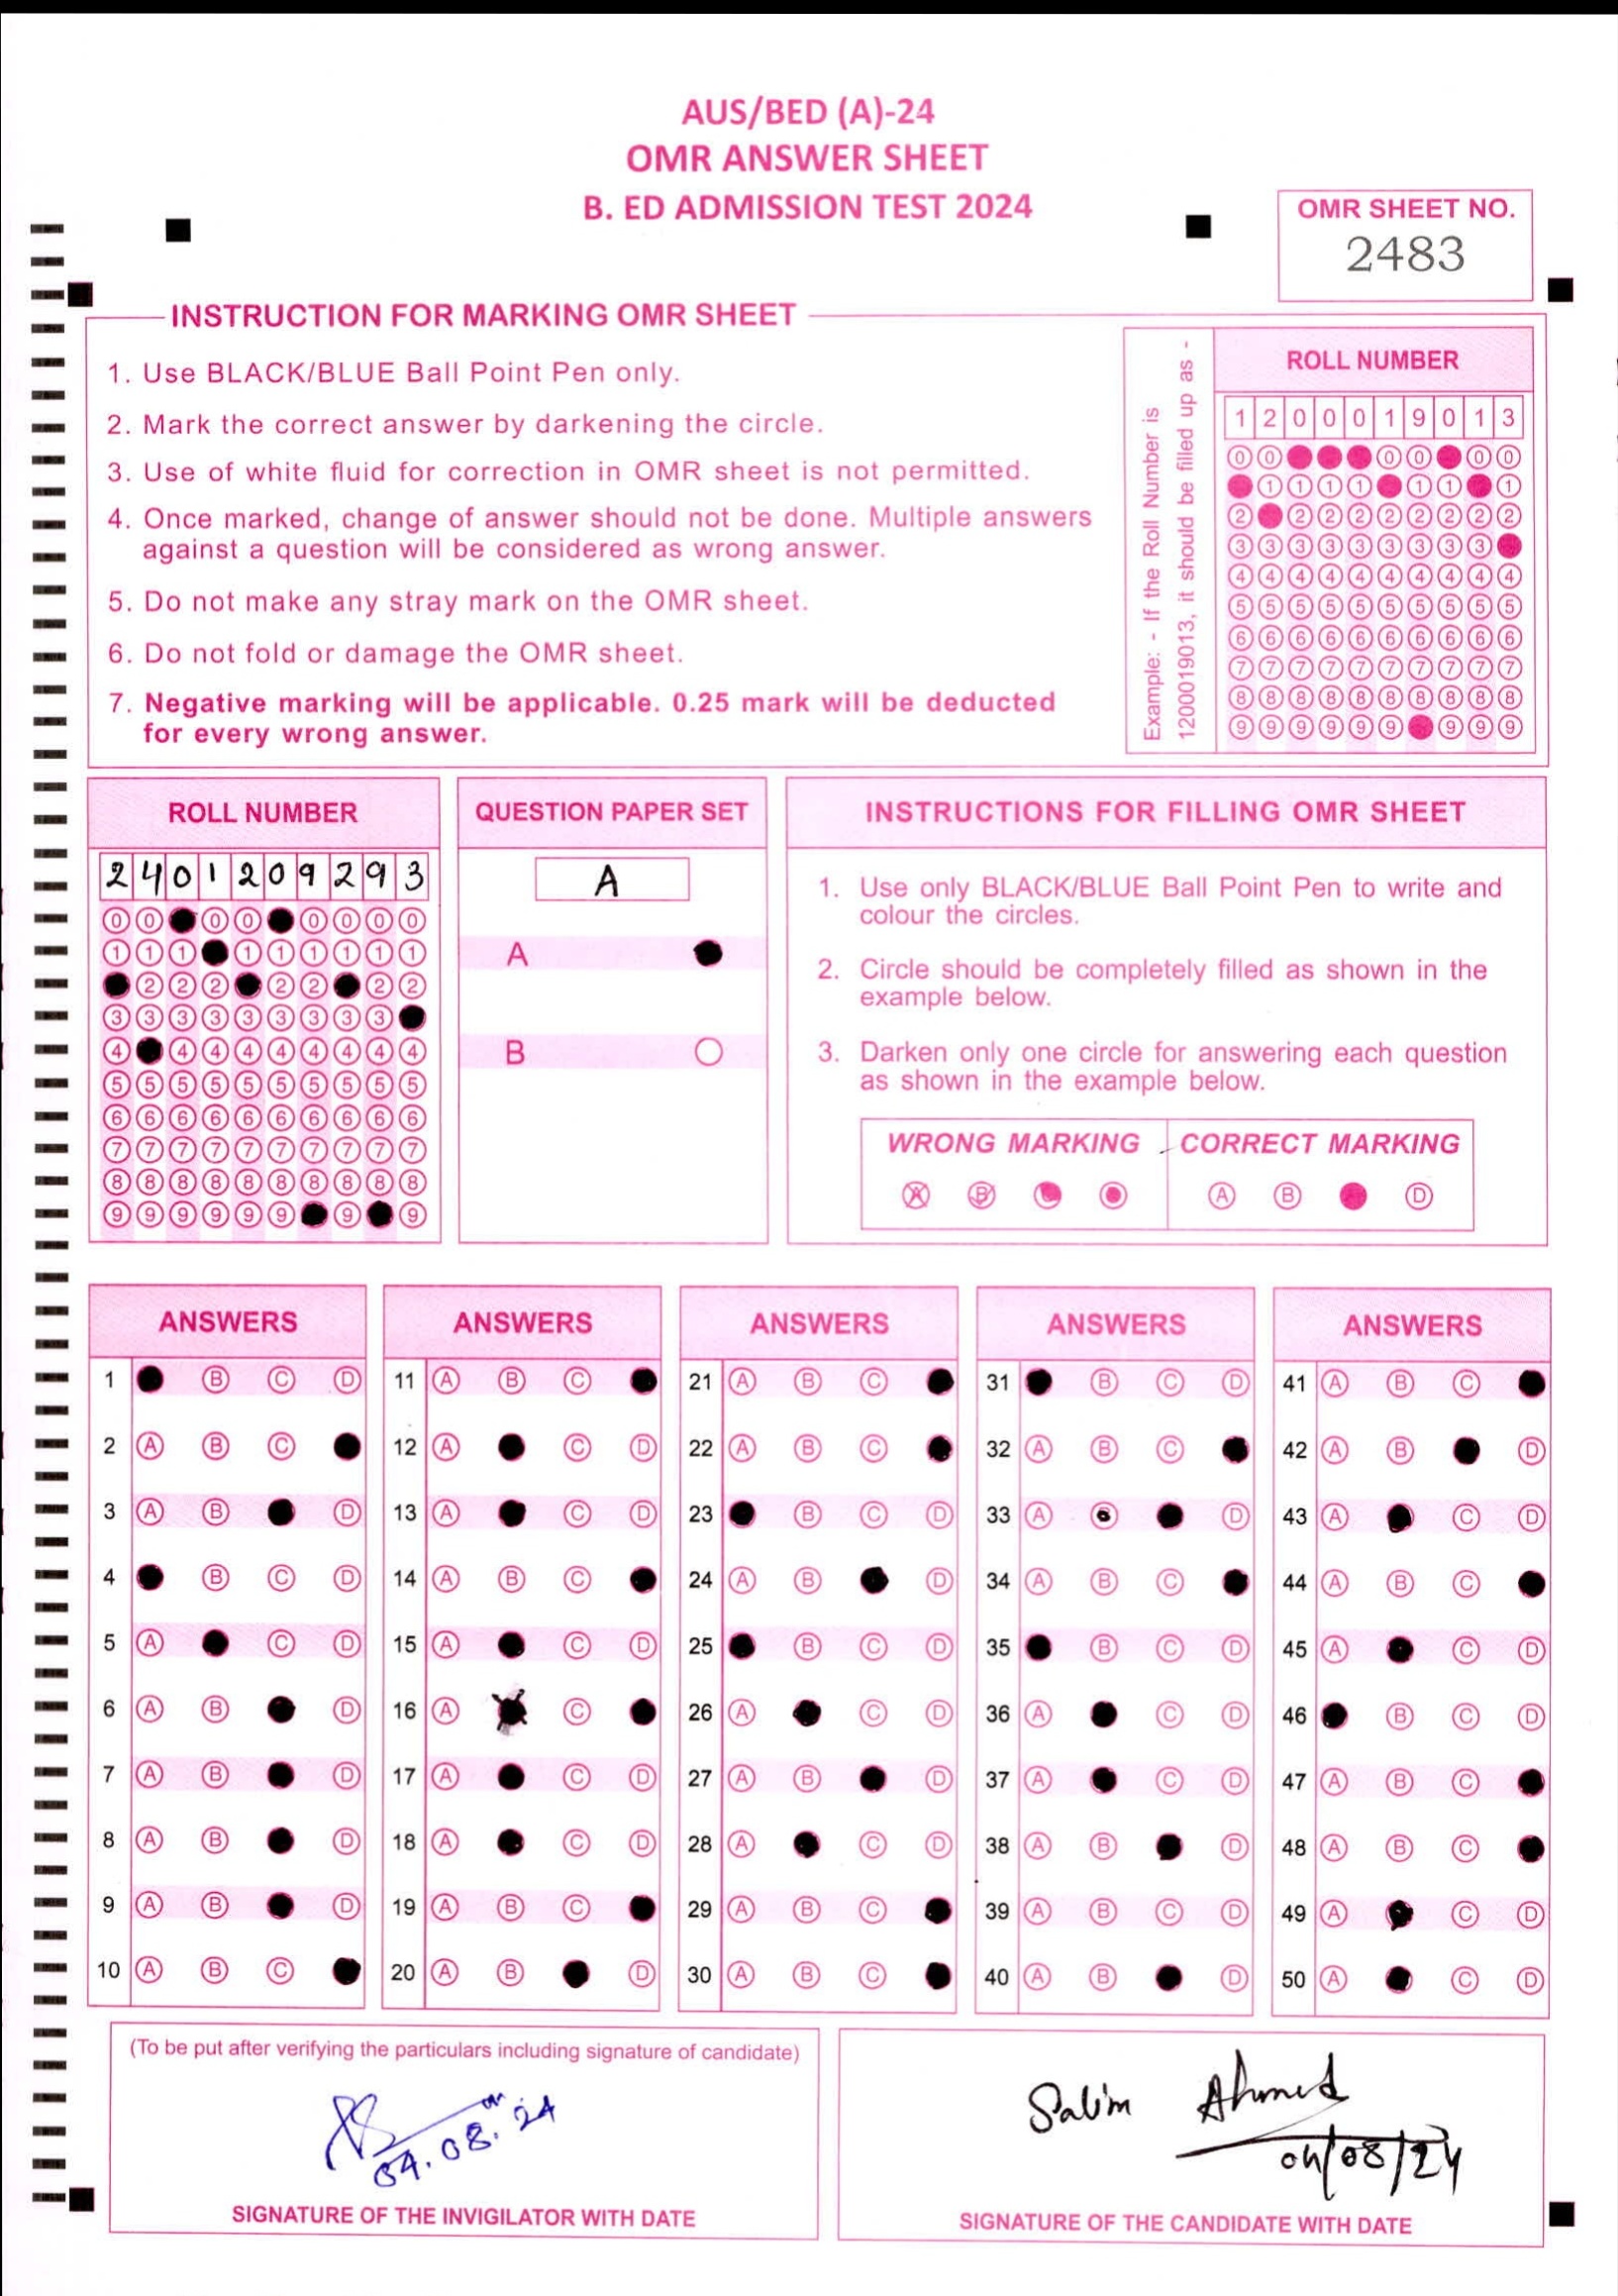 AUS/BED (A)-24
OMR ANSWER SHEET
B. ED ADMISSION TEST 2024
OMR SHEET NO.
2483
INSTRUCTION FOR MARKING OMR SHEET
1. Use BLACK/BLUE Ball Point Pen only.
2. Mark the correct answer by darkening the circle.
3. Use of white fluid for correction in OMR sheet is not permitted.
4. Once marked, change of answer should not be done. Multiple answers
against a question will be considered as wrong answer.
5. Do not make any stray mark on the OMR sheet.
6. Do not fold or damage the OMR sheet.
7. Negative marking will be applicable. 0.25 mark will be deducted
for every wrong answer.
Example: - If the Roll Number is
1200019013, it should be filled up as -
ROLL NUMBER
1 2 0 0 0 1 9 0 1 3
0 0 0 0 0 0
1 1 1 1 1 1 1
2 2 2 2 2 2 2 2 2
3 3 3 3 3 3 3 3 3
4 4 4 4 4 4 4 4 4 4
5 5 5 5 5 5 5 5 5 5
6 6 6 6 6 6 6 6 6 6
7 7 7 7 7 7 7 7 7 7
8 8 8 8 8 8 8 8 8 8
9 9 9 9 9 9 9 9 9
ROLL NUMBER
2 4 0 1 2 0 9 2 9 3
0 0 0 0 0 0 0 0
1 1 1 1 1 1 1 1 1
2 2 2 2 2 2 2
3 3 3 3 3 3 3 3 3
4 4 4 4 4 4 4 4 4
5 5 5 5 5 5 5 5 5 5
6 6 6 6 6 6 6 6 6 6
7 7 7 7 7 7 7 7 7 7
8 8 8 8 8 8 8 8 8 8
9 9 9 9 9 9 9 9
QUESTION PAPER SET
A
A
B
INSTRUCTIONS FOR FILLING OMR SHEET
1. Use only BLACK/BLUE Ball Point Pen to write and
colour the circles.
2. Circle should be completely filled as shown in the
example below.
3. Darken only one circle for answering each question
as shown in the example below.
WRONG MARKING
A B
CORRECT MARKING
A B D
ANSWERS
1 B C D
2 A B C
3 A B D
4 B C D
5 A C D
6 A B D
7 A B D
8 A B D
9 A B D
10 A B C
ANSWERS
11 A B C
12 A C D
13 A C D
14 A B C
15 A C D
16 A C
17 A C D
18 A C D
19 A B C
20 A B D
ANSWERS
21 A B C
22 A B C
23 B C D
24 A B D
25 B C D
26 A C D
27 A B D
28 A C D
29 A B C
30 A B C
ANSWERS
31 B C D
32 A B C
33 A D
34 A B C
35 B C D
36 A C D
37 A C D
38 A B D
39 A B C D
40 A B D
ANSWERS
41 A B C
42 A B D
43 A C D
44 A B C
45 A C D
46 B C D
47 A B C
48 A B C
49 A C D
50 A C D
(To be put after verifying the particulars including signature of candidate)
04.08.24
SIGNATURE OF THE INVIGILATOR WITH DATE
Salim Ahmed
04/08/24
SIGNATURE OF THE CANDIDATE WITH DATE